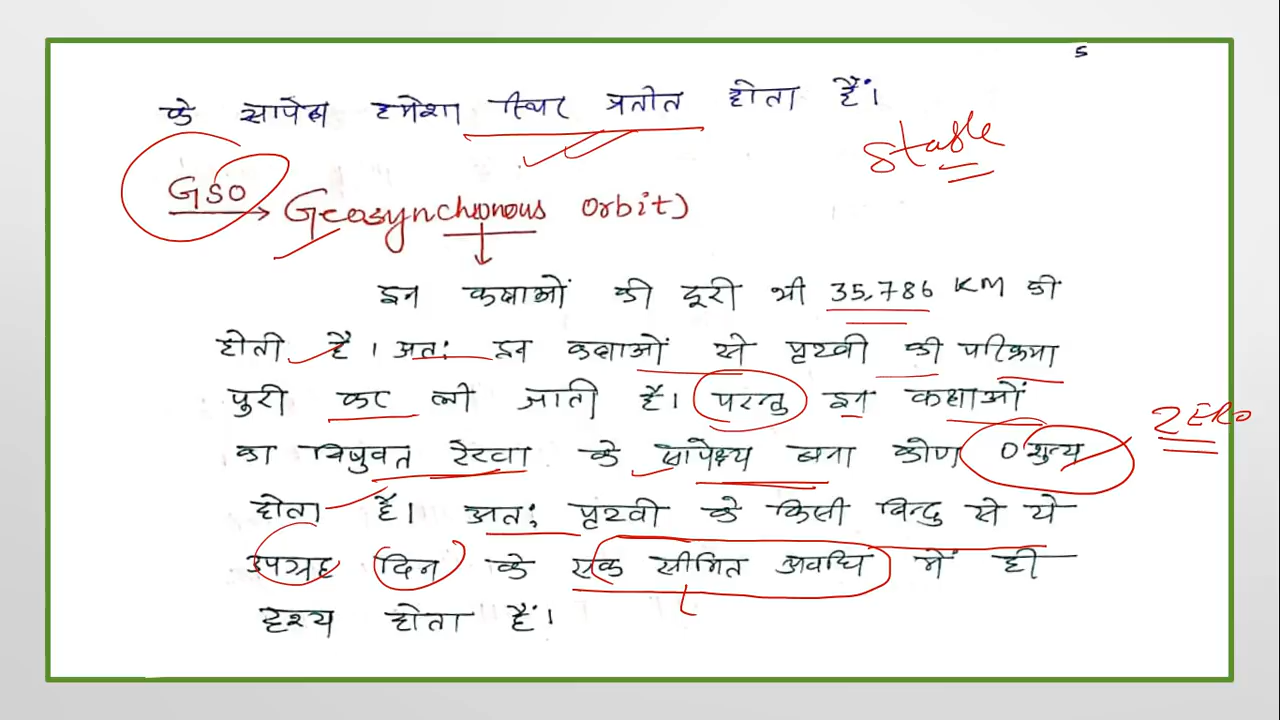 5
के सापेक्ष हमेशा स्थिर प्रतीत होता हैं।
stable
GSO → Geosynchronous orbit)
इन कक्षाओं की दूरी भी 35,786 KM की
होती है । अतः इन कक्षाओं से पृथ्वी की परिक्रमा
पुरी कर ली जाती है। परन्तु इन कक्षाओं
का विषुवत रेखा के सापेक्ष्य बना कोण 0 शुन्य
ZERO
होता है। अतः पृथ्वी के किसी बिन्दु से ये
उपग्रह दिन के एक सीमित अवधि में ही
दृश्य होता हैं।